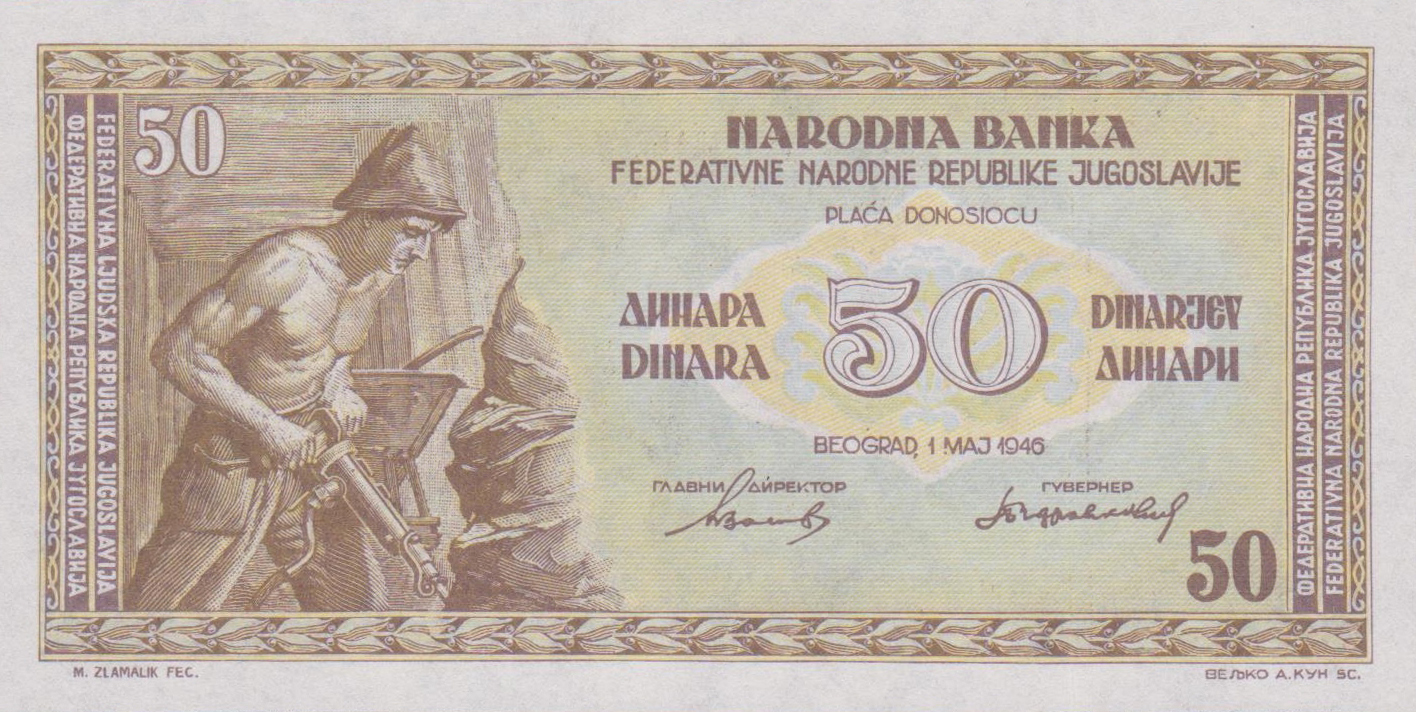 50
NARODNA BANKA
FEDERATIVNE NARODNE REPUBLIKE JUGOSLAVIJE
PLAĆA DONOSIOCU
ДИНАРА 50 DINARJEV
DINARA ДИНАРИ
BEOGRAD, 1 MAJ 1946
ГЛАВНИ ДИРЕКТОР
ГУВЕРНЕР
50
FEDERATIVNA LJUDSKA REPUBLIKA JUGOSLAVIJA
ФЕДЕРАТИВНА НАРОДНА РЕПУБЛИКА ЈУГОСЛАВИЈА
ФЕДЕРАТИВНА НАРОДНА РЕПУБЛИКА ЈУГОСЛАВИЈА
FEDERATIVNA NARODNA REPUBLIKA JUGOSLAVIJA
M. ZLAMALIK FEC.
ВЕЉКО А. КУН SC.